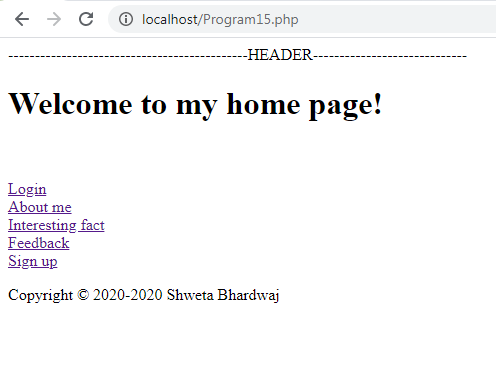 localhost/Program15.php
---------------------------------------------HEADER-----------------------------
Welcome to my home page!
Login
About me
Interesting fact
Feedback
Sign up
Copyright © 2020-2020 Shweta Bhardwaj